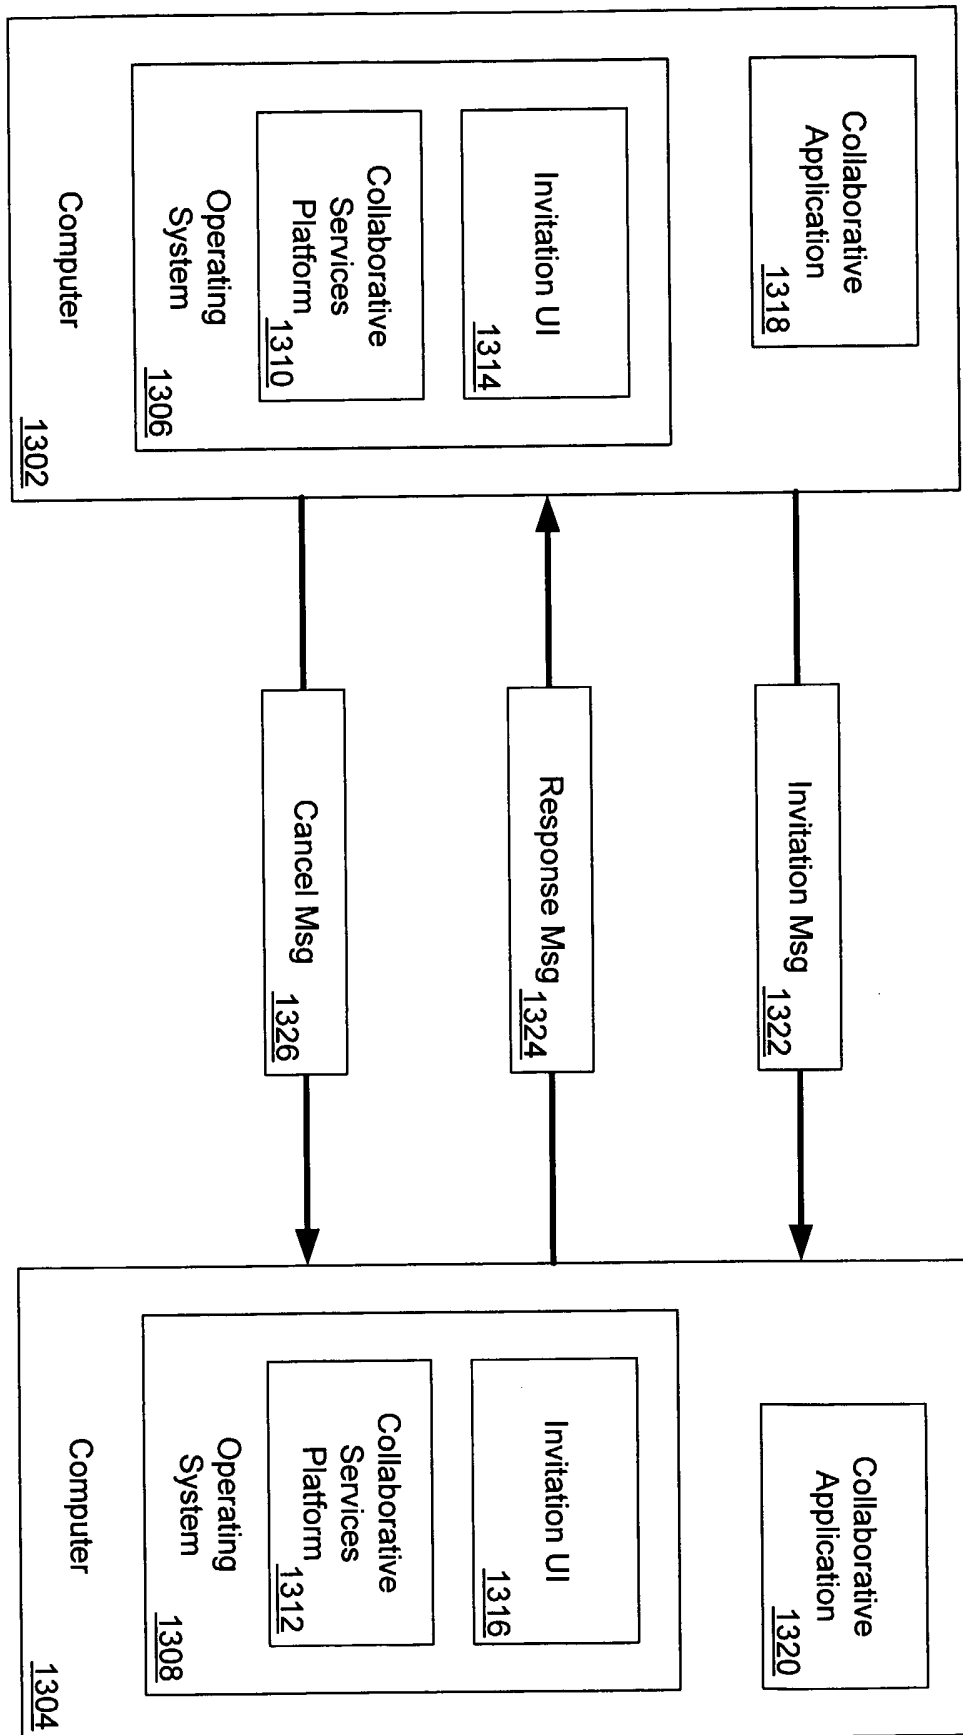 Collaborative
Application
1318
Invitation UI
1314
Collaborative
Services
Platform
1310
Operating
System
1306
Computer
1302
Invitation Msg
1322
Response Msg
1324
Cancel Msg
1326
Collaborative
Application
1320
Invitation UI
1316
Collaborative
Services
Platform
1312
Operating
System
1308
Computer
1304